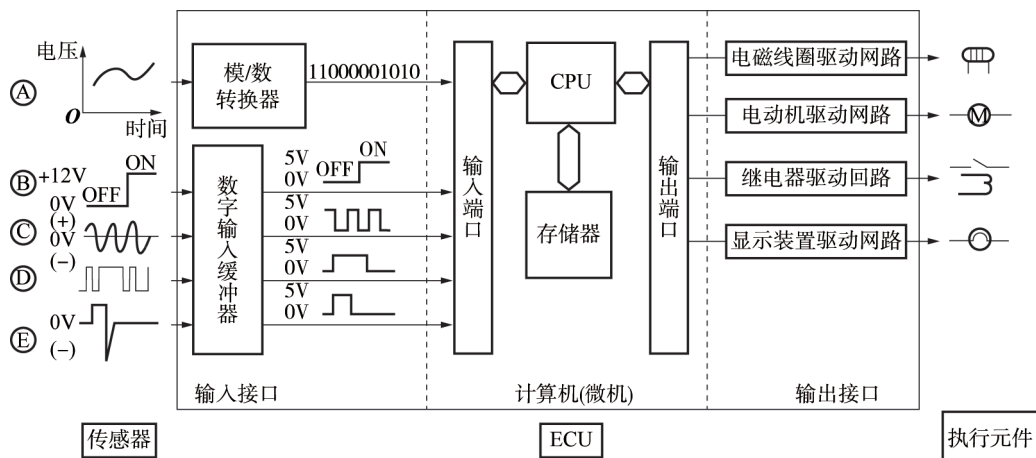 电压
A
O
时间
模/数
转换器
11000001010
B
+12V
ON
OFF
0V
(+)
C
0V
(-)
D
E
0V
(-)
数字输入缓冲器
5V
ON
OFF
0V
5V
0V
5V
0V
5V
0V
输入端口
CPU
存储器
输出端口
电磁线圈驱动网路
电动机驱动网路
M
继电器驱动回路
显示装置驱动网路
输入接口
计算机(微机)
输出接口
传感器
ECU
执行元件